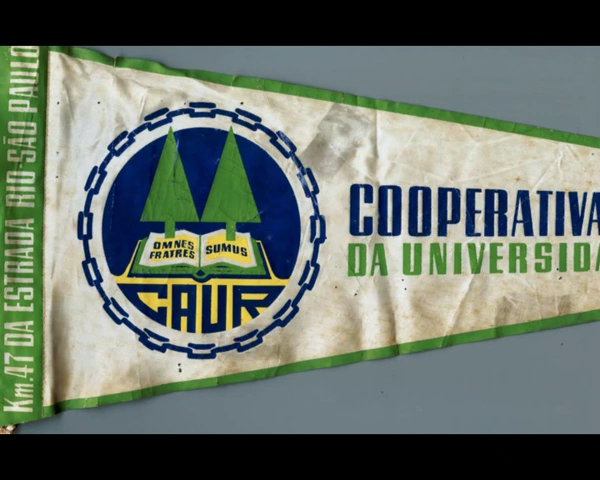 Km.47 DA ESTRADA RIO-SÃO PAULO
OMNES
FRATRES
SUMUS
CAUR
COOPERATIVA
DA UNIVERSIDA